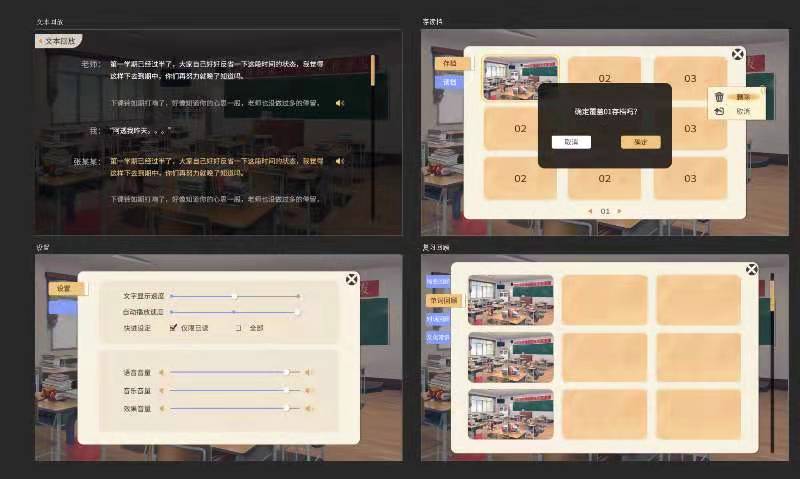 文本回放
文本回放
老师： 第一学期已经过半了，大家自己好好反省一下这段时间的状态，我觉得
这样下去到期中，你们再努力就晚了知道吗。
下课铃如期打响了，好像知道你的心思一般，老师也没做过多的停留。
我： “何逃我昨天。。。”
张某某： 第一学期已经过半了，大家自己好好反省一下这段时间的状态，我觉得
这样下去到期中，你们再努力就晚了知道吗。
下课铃如期打响了，好像知道你的心思一般，老师也没做过多的停留。
存读档
存档
读档
02 03
02 03
02 02 03
确定覆盖01存档吗？
取消 确定
删除
取消
01
设置
设置
文字显示速度
自动播放速度
快进设定 仅限已读 全部
语音音量
音乐音量
效果音量
复习回顾
单词回顾